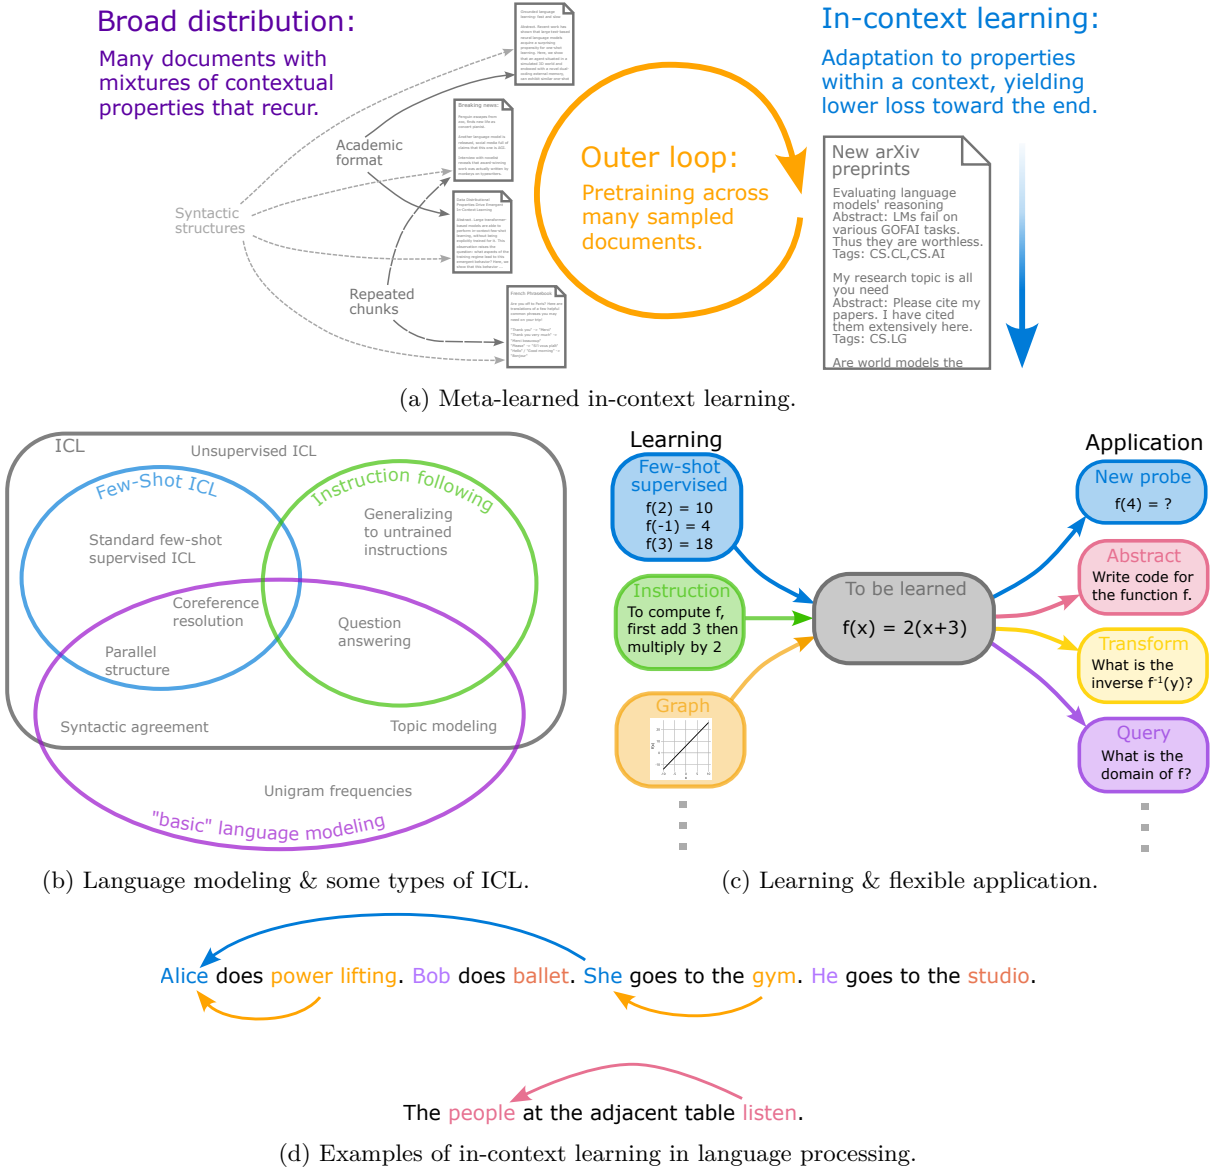 Broad distribution:
Many documents with
mixtures of contextual
properties that recur.
Academic
format
Syntactic
structures
Repeated
chunks
Breaking news:
French Phrasebook
Outer loop:
Pretraining across
many sampled
documents.
In-context learning:
Adaptation to properties
within a context, yielding
lower loss toward the end.
New arXiv
preprints
Evaluating language
models' reasoning
Abstract: LMs fail on
various GOFAI tasks.
Thus they are worthless.
Tags: CS.CL,CS.AI
My research topic is all
you need
Abstract: Please cite my
papers. I have cited
them extensively here.
Tags: CS.LG
Are world models the
(a) Meta-learned in-context learning.
ICL
Unsupervised ICL
Few-Shot ICL
Instruction following
Standard few-shot
supervised ICL
Generalizing
to untrained
instructions
Coreference
resolution
Question
answering
Parallel
structure
Syntactic agreement
Topic modeling
Unigram frequencies
"basic" language modeling
(b) Language modeling & some types of ICL.
Learning
Few-shot
supervised
f(2) = 10
f(-1) = 4
f(3) = 18
Instruction
To compute f,
first add 3 then
multiply by 2
Graph
To be learned
f(x) = 2(x+3)
Application
New probe
f(4) = ?
Abstract
Write code for
the function f.
Transform
What is the
inverse f⁻¹(y)?
Query
What is the
domain of f?
(c) Learning & flexible application.
Alice does power lifting. Bob does ballet. She goes to the gym. He goes to the studio.
The people at the adjacent table listen.
(d) Examples of in-context learning in language processing.